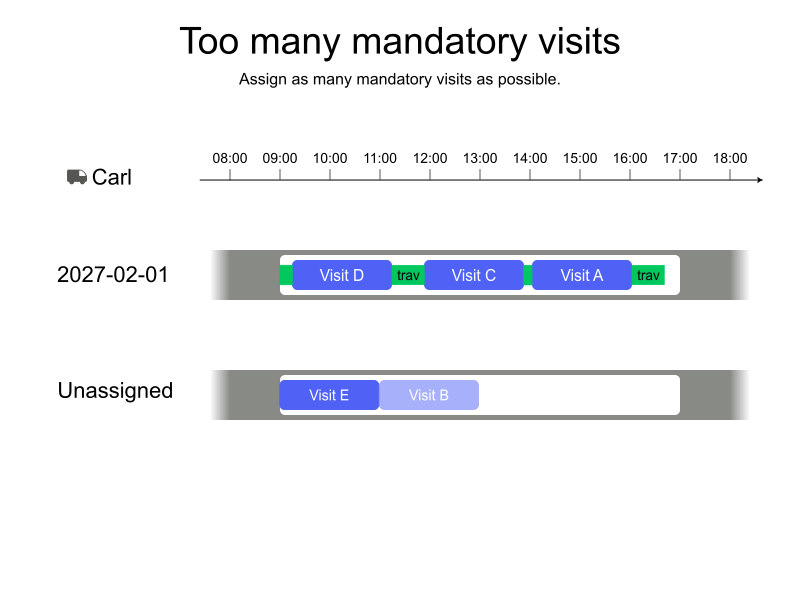 Too many mandatory visits
Assign as many mandatory visits as possible.
08:00 09:00 10:00 11:00 12:00 13:00 14:00 15:00 16:00 17:00 18:00
Carl
2027-02-01 Visit D trav Visit C Visit A trav
Unassigned Visit E Visit B